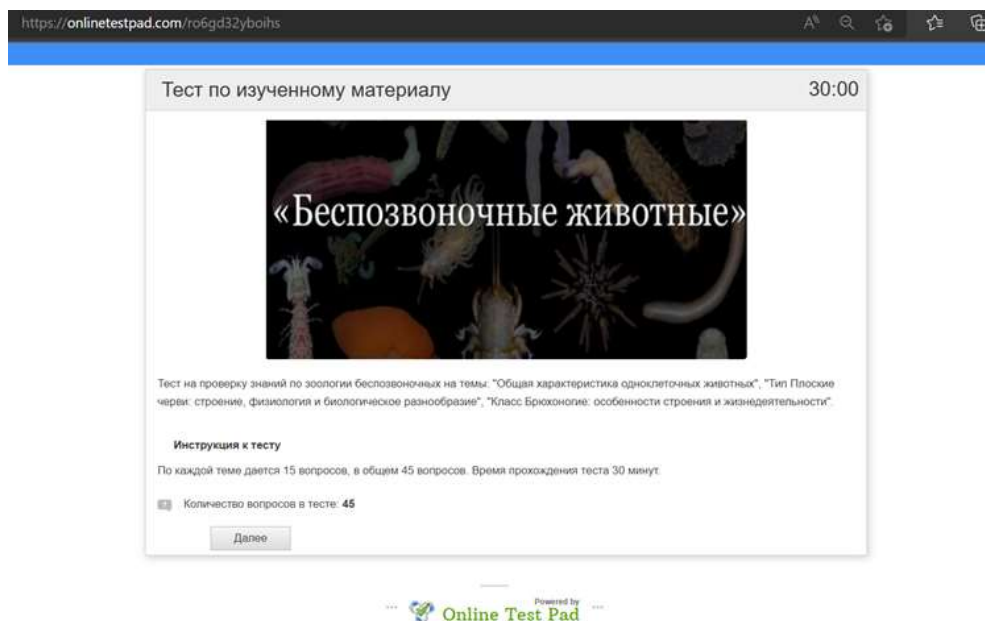 https://onlinetestpad.com/ro6gd32yboihs
Тест по изученному материалу
30:00
«Беспозвоночные животные»
Тест на проверку знаний по зоологии беспозвоночных на темы: "Общая характеристика одноклеточных животных", "Тип Плоские
черви: строение, физиология и биологическое разнообразие", "Класс Брюхоногие: особенности строения и жизнедеятельности".
Инструкция к тесту
По каждой теме дается 15 вопросов, в общем 45 вопросов. Время прохождения теста 30 минут.
Количество вопросов в тесте: 45
Далее
Powered by
Online Test Pad